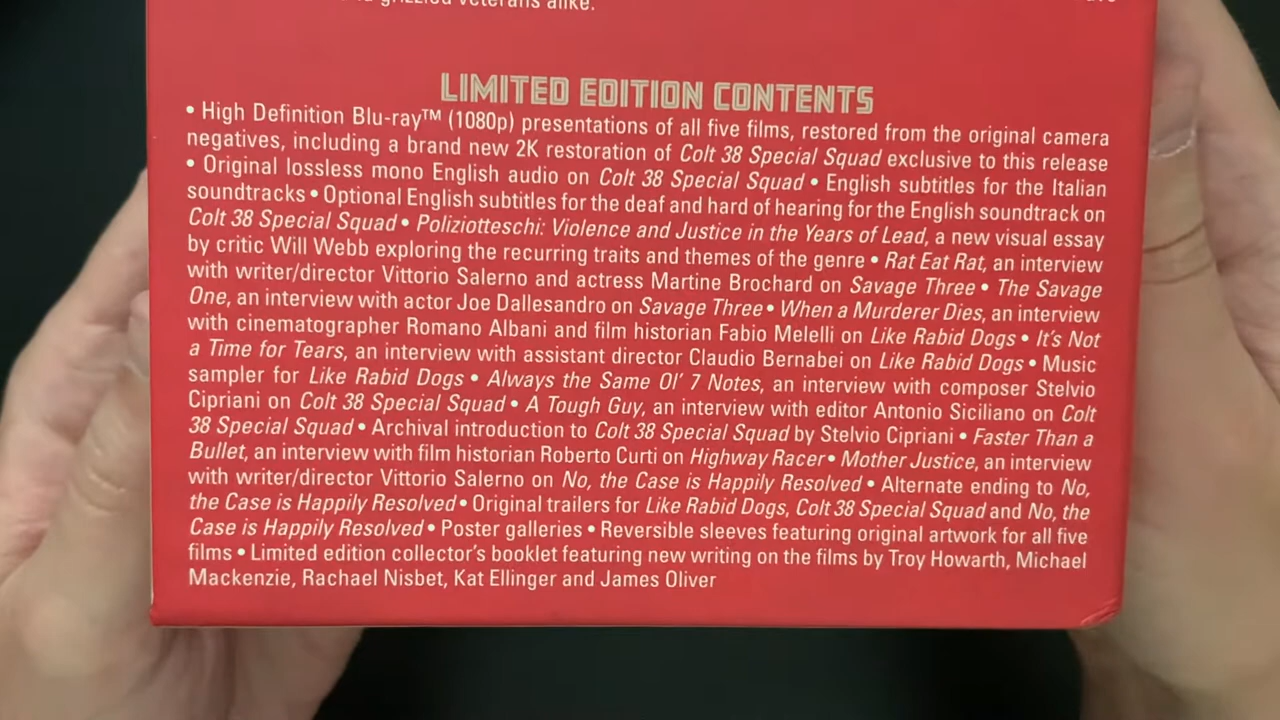 grizzled veterans alike.
LIMITED EDITION CONTENTS
• High Definition Blu-ray™ (1080p) presentations of all five films, restored from the original camera
negatives, including a brand new 2K restoration of Colt 38 Special Squad exclusive to this release
• Original lossless mono English audio on Colt 38 Special Squad • English subtitles for the Italian
soundtracks • Optional English subtitles for the deaf and hard of hearing for the English soundtrack on
Colt 38 Special Squad • Poliziotteschi: Violence and Justice in the Years of Lead, a new visual essay
by critic Will Webb exploring the recurring traits and themes of the genre • Rat Eat Rat, an interview
with writer/director Vittorio Salerno and actress Martine Brochard on Savage Three • The Savage
One, an interview with actor Joe Dallesandro on Savage Three • When a Murderer Dies, an interview
with cinematographer Romano Albani and film historian Fabio Melelli on Like Rabid Dogs • It's Not
a Time for Tears, an interview with assistant director Claudio Bernabei on Like Rabid Dogs • Music
sampler for Like Rabid Dogs • Always the Same Ol' 7 Notes, an interview with composer Stelvio
Cipriani on Colt 38 Special Squad • A Tough Guy, an interview with editor Antonio Siciliano on Colt
38 Special Squad • Archival introduction to Colt 38 Special Squad by Stelvio Cipriani • Faster Than a
Bullet, an interview with film historian Roberto Curti on Highway Racer • Mother Justice, an interview
with writer/director Vittorio Salerno on No, the Case is Happily Resolved • Alternate ending to No,
the Case is Happily Resolved • Original trailers for Like Rabid Dogs, Colt 38 Special Squad and No, the
Case is Happily Resolved • Poster galleries • Reversible sleeves featuring original artwork for all five
films • Limited edition collector's booklet featuring new writing on the films by Troy Howarth, Michael
Mackenzie, Rachael Nisbet, Kat Ellinger and James Oliver